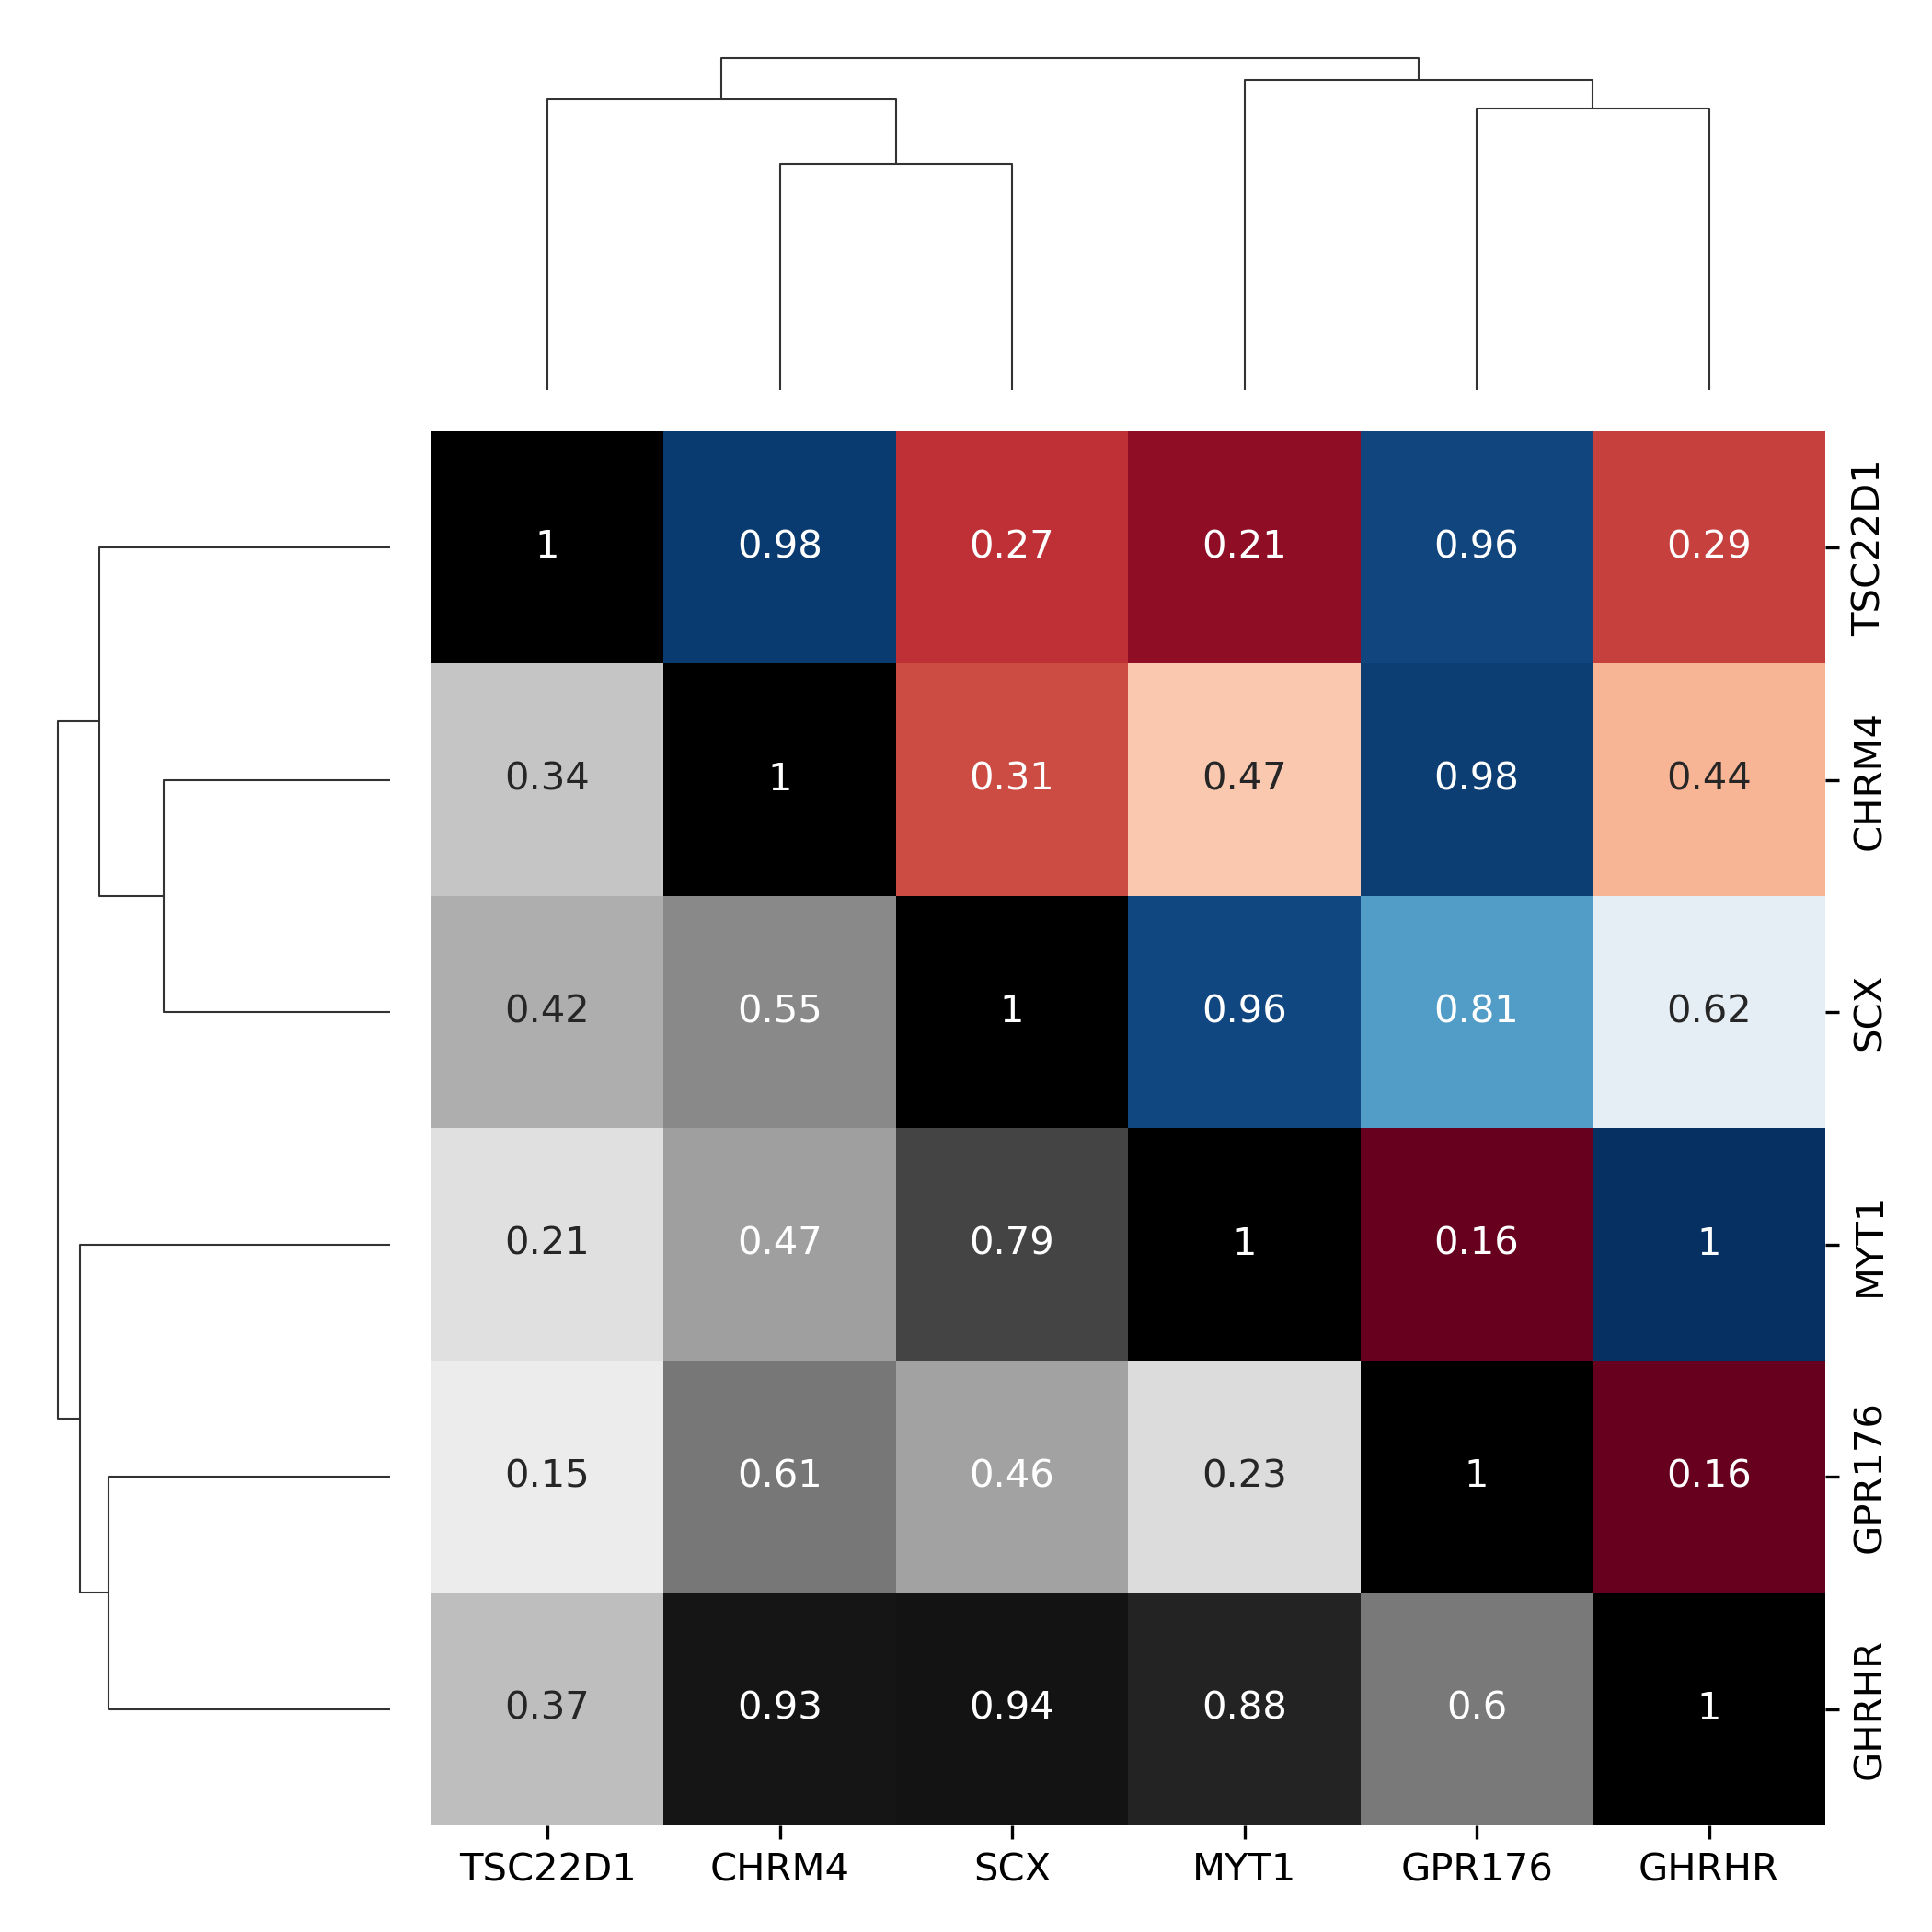 1 0.98 0.27 0.21 0.96 0.29 TSC22D1
0.34 1 0.31 0.47 0.98 0.44 CHRM4
0.42 0.55 1 0.96 0.81 0.62 SCX
0.21 0.47 0.79 1 0.16 1 MYT1
0.15 0.61 0.46 0.23 1 0.16 GPR176
0.37 0.93 0.94 0.88 0.6 1 GHRHR
TSC22D1 CHRM4 SCX MYT1 GPR176 GHRHR